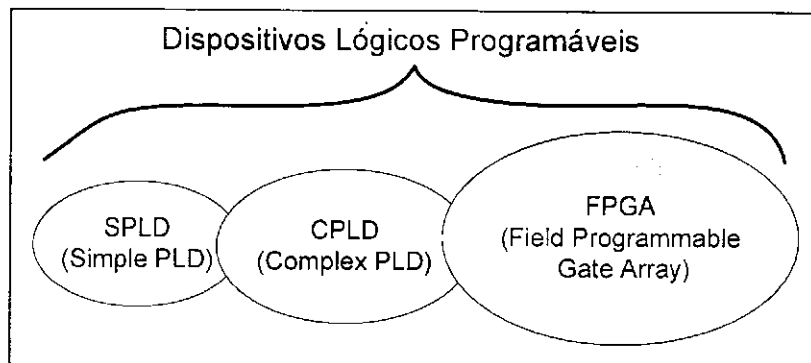 Dispositivos Lógicos Programáveis
SPLD
(Simple PLD)
CPLD
(Complex PLD)
FPGA
(Field Programmable
Gate Array)